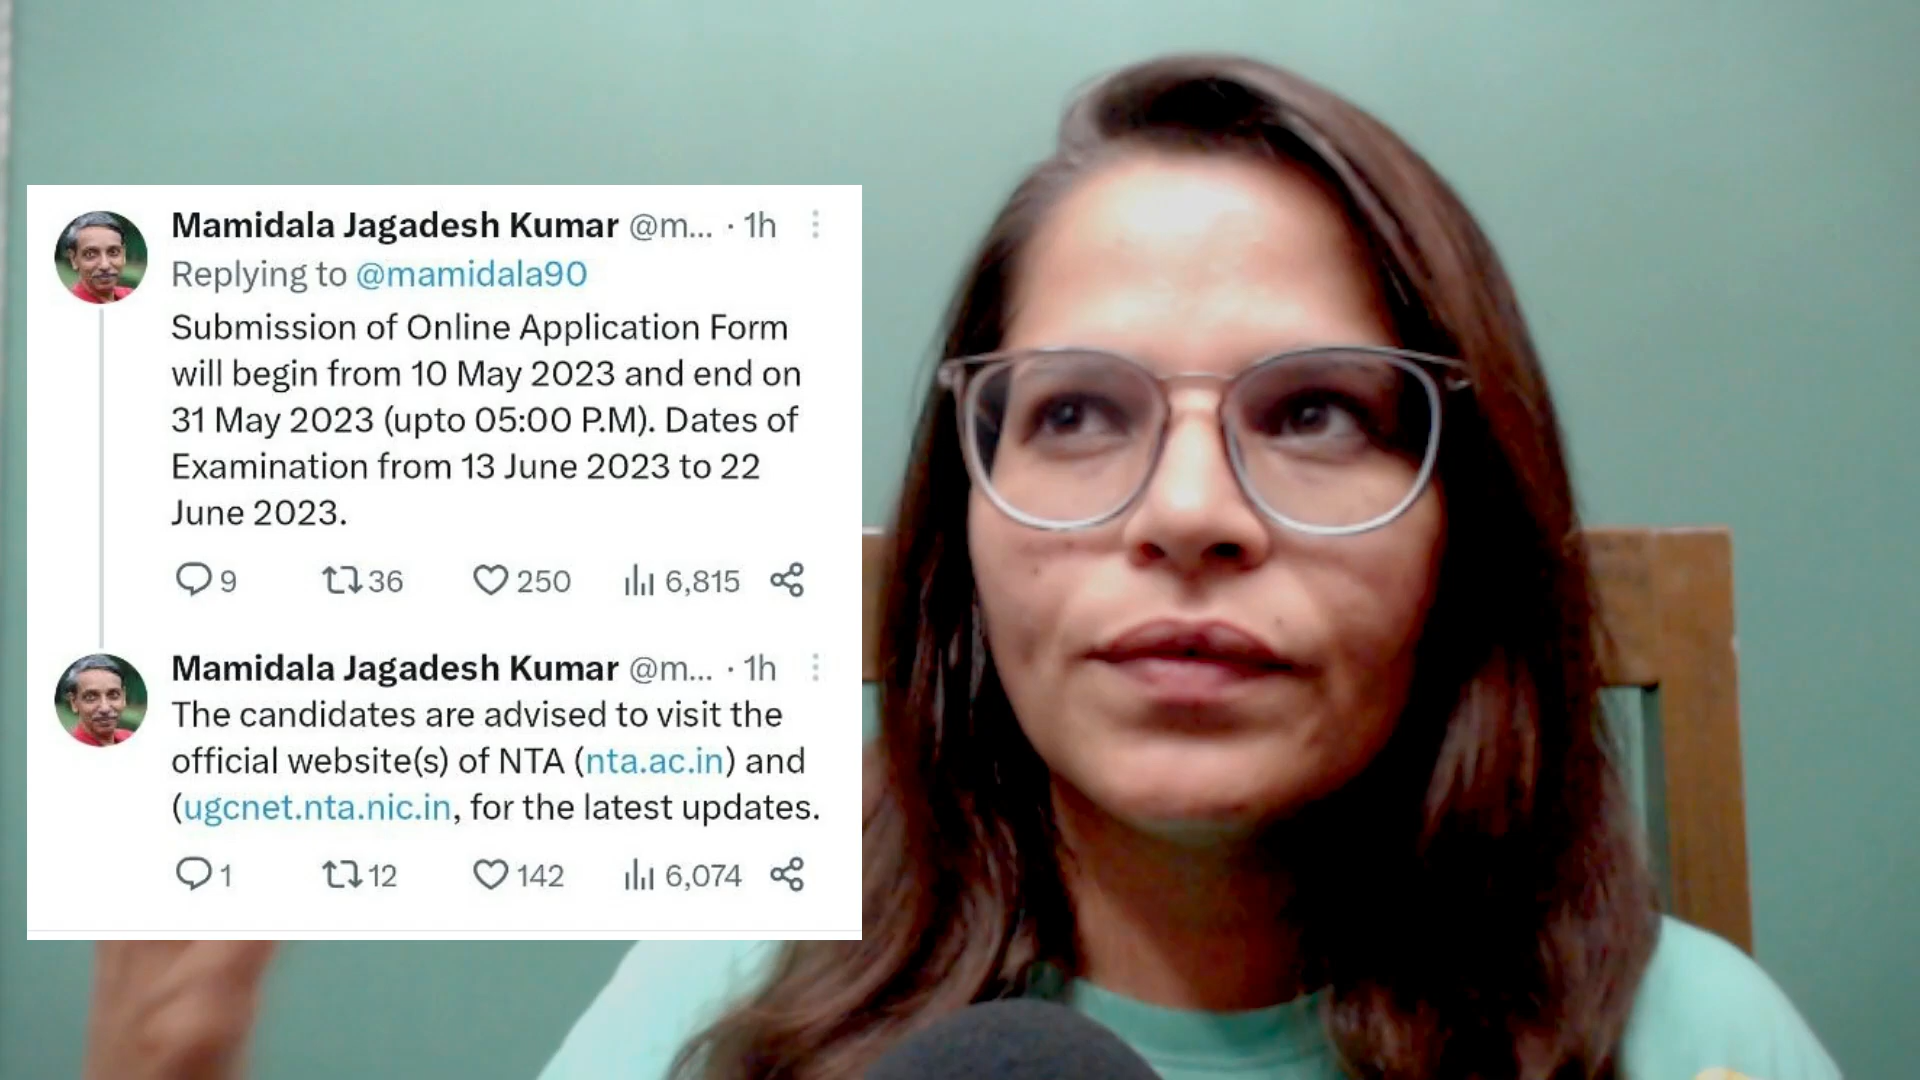 Mamidala Jagadesh Kumar @m... · 1h
Replying to @mamidala90
Submission of Online Application Form
will begin from 10 May 2023 and end on
31 May 2023 (upto 05:00 P.M). Dates of
Examination from 13 June 2023 to 22
June 2023.
9 36 250 6,815
Mamidala Jagadesh Kumar @m... · 1h
The candidates are advised to visit the
official website(s) of NTA (nta.ac.in) and
(ugcnet.nta.nic.in, for the latest updates.
1 12 142 6,074